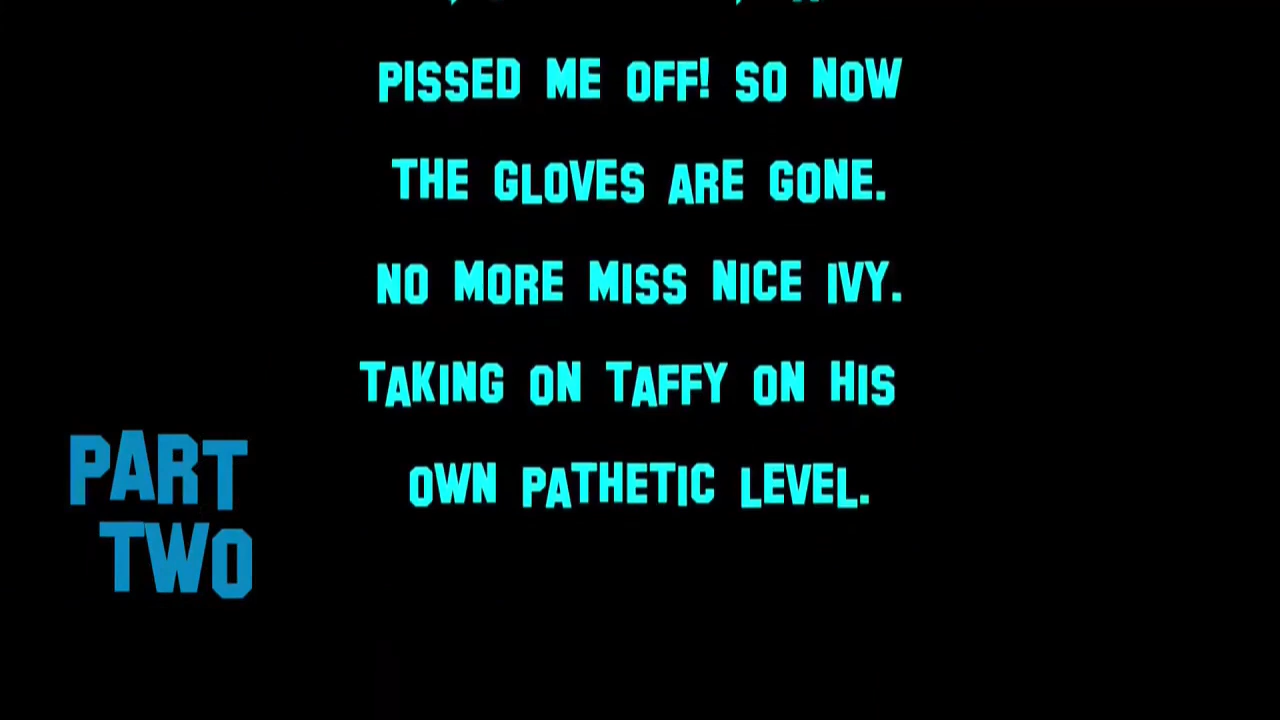 PISSED ME OFF! SO NOW
THE GLOVES ARE GONE.
NO MORE MISS NICE IVY.
TAKING ON TAFFY ON HIS
OWN PATHETIC LEVEL.
PART
TWO